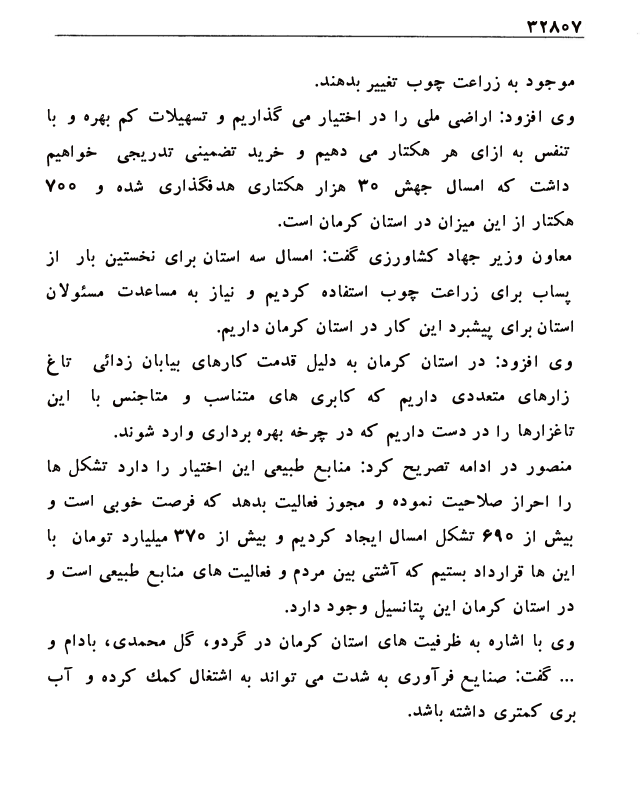 ۳۲۸۰۷
موجود به زراعت چوب تغییر بدهند.
وی افزود: اراضی ملی را در اختیار می گذاریم و تسهیلات کم بهره و با
تنفس به ازای هر هکتار می دهیم و خرید تضمینی تدریجی خواهیم
داشت که امسال جهش ۳۰ هزار هکتاری هدفگذاری شده و ۷۰۰
هکتار از این میزان در استان کرمان است.
معاون وزیر جهاد کشاورزی گفت: امسال سه استان برای نخستین بار از
پساب برای زراعت چوب استفاده کردیم و نیاز به مساعدت مسئولان
استان برای پیشبرد این کار در استان کرمان داریم.
وی افزود: در استان کرمان به دلیل قدمت کارهای بیابان زدائی تاغ
زارهای متعددی داریم که کابری های متناسب و متاجنس با این
تاغزارها را در دست داریم که در چرخه بهره برداری وارد شوند.
منصور در ادامه تصریح کرد: منابع طبیعی این اختیار را دارد تشکل ها
را احراز صلاحیت نموده و مجوز فعالیت بدهد که فرصت خوبی است و
بیش از ۶۹۰ تشکل امسال ایجاد کردیم و بیش از ۳۷۰ میلیارد تومان با
این ها قرارداد بستیم که آشتی بین مردم و فعالیت های منابع طبیعی است و
در استان کرمان این پتانسیل وجود دارد.
وی با اشاره به ظرفیت های استان کرمان در گردو، گل محمدی، بادام و
... گفت: صنایع فرآوری به شدت می تواند به اشتغال کمك کرده و آب
بری کمتری داشته باشد.